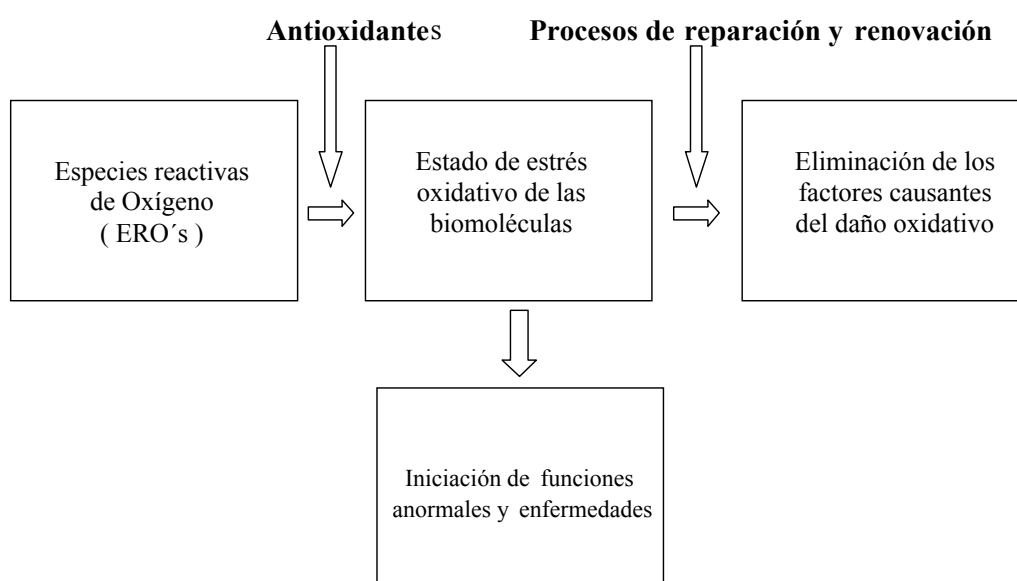 Antioxidantes
Procesos de reparación y renovación
Especies reactivas
de Oxígeno
( ERO´s )
Estado de estrés
oxidativo de las
biomoléculas
Eliminación de los
factores causantes
del daño oxidativo
Iniciación de funciones
anormales y enfermedades